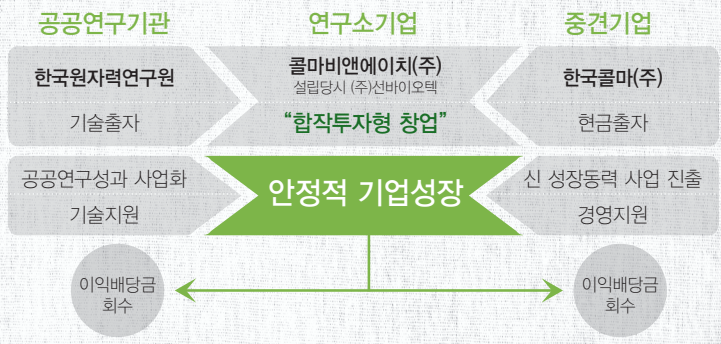 공공연구기관
연구소기업
중견기업
한국원자력연구원
콜마비앤에이치(주)
설립당시 (주)선바이오텍
한국콜마(주)
기술출자
“합작투자형 창업”
현금출자
공공연구성과 사업화
기술지원
안정적 기업성장
신 성장동력 사업 진출
경영지원
이익배당금
회수
이익배당금
회수